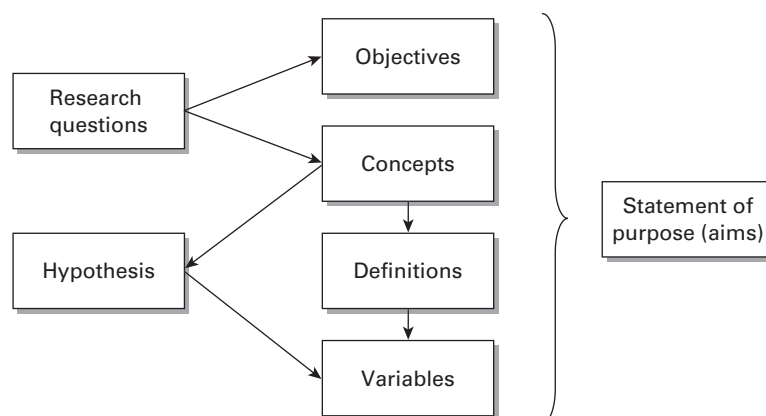 Objectives
Research
questions
Concepts
Statement of
purpose (aims)
Hypothesis
Definitions
Variables